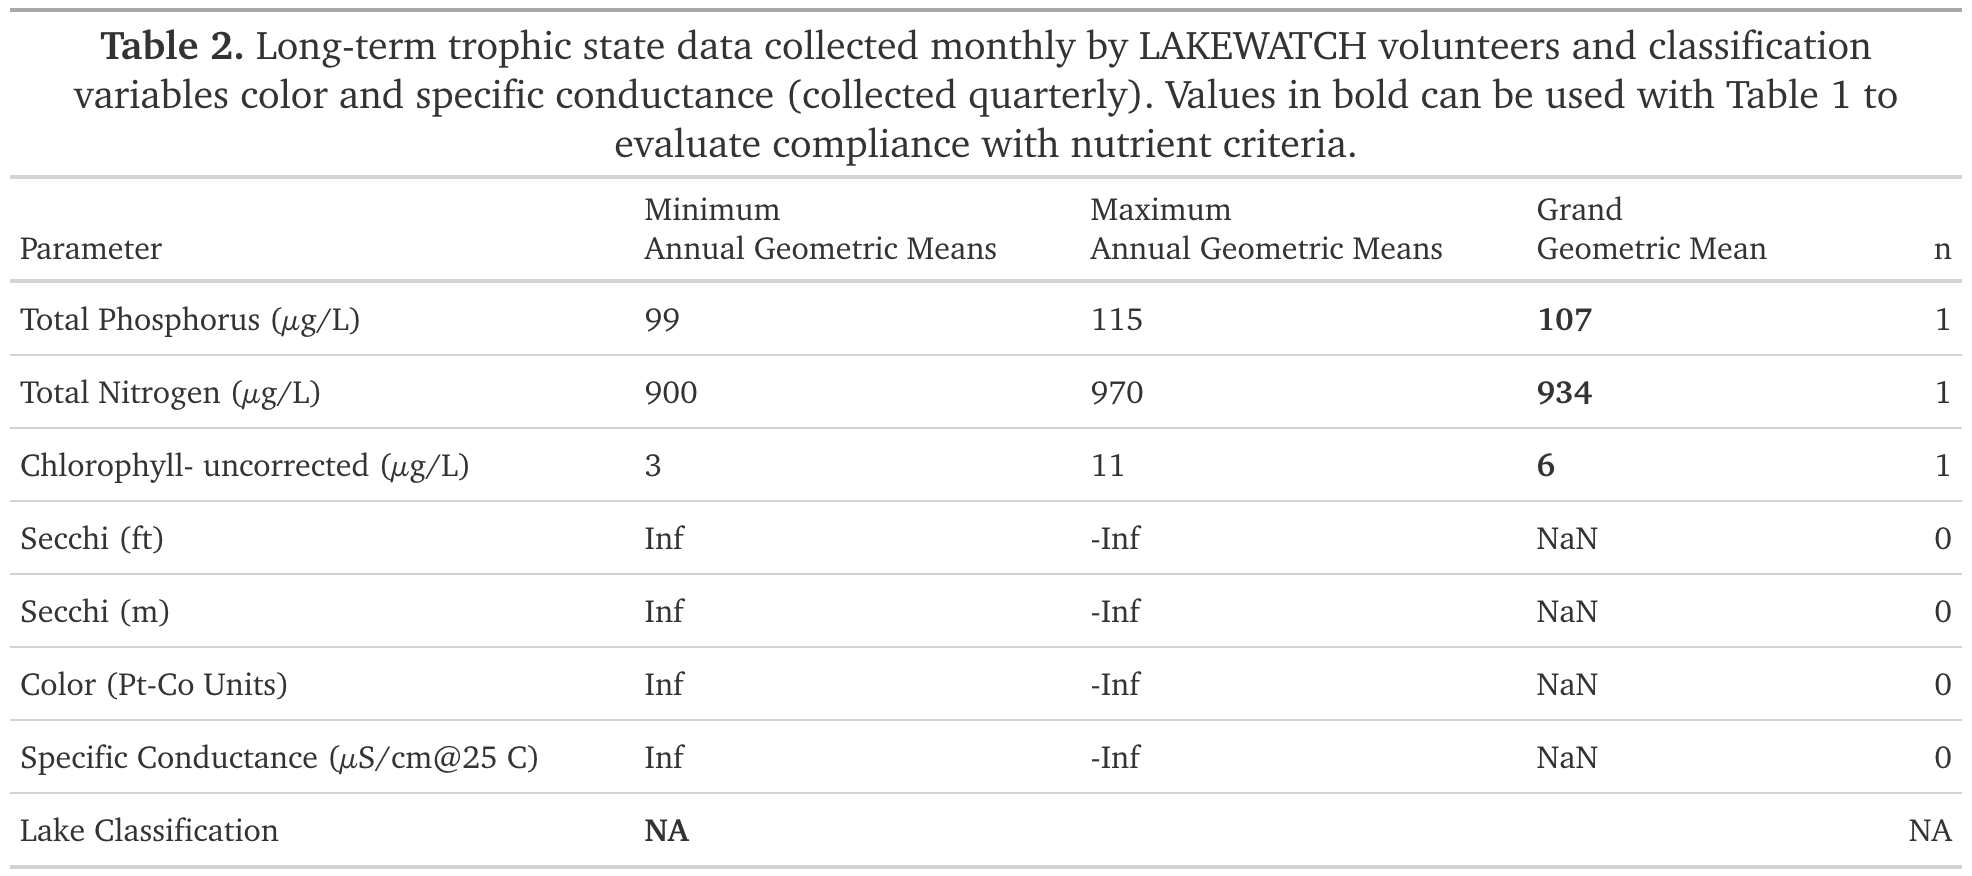 Table 2. Long-term trophic state data collected monthly by LAKEWATCH volunteers and classification
variables color and specific conductance (collected quarterly). Values in bold can be used with Table 1 to
evaluate compliance with nutrient criteria.
Parameter Minimum Annual Geometric Means Maximum Annual Geometric Means Grand Geometric Mean n
Total Phosphorus (μg/L) 99 115 107 1
Total Nitrogen (μg/L) 900 970 934 1
Chlorophyll- uncorrected (μg/L) 3 11 6 1
Secchi (ft) Inf -Inf NaN 0
Secchi (m) Inf -Inf NaN 0
Color (Pt-Co Units) Inf -Inf NaN 0
Specific Conductance (μS/cm@25 C) Inf -Inf NaN 0
Lake Classification NA NA